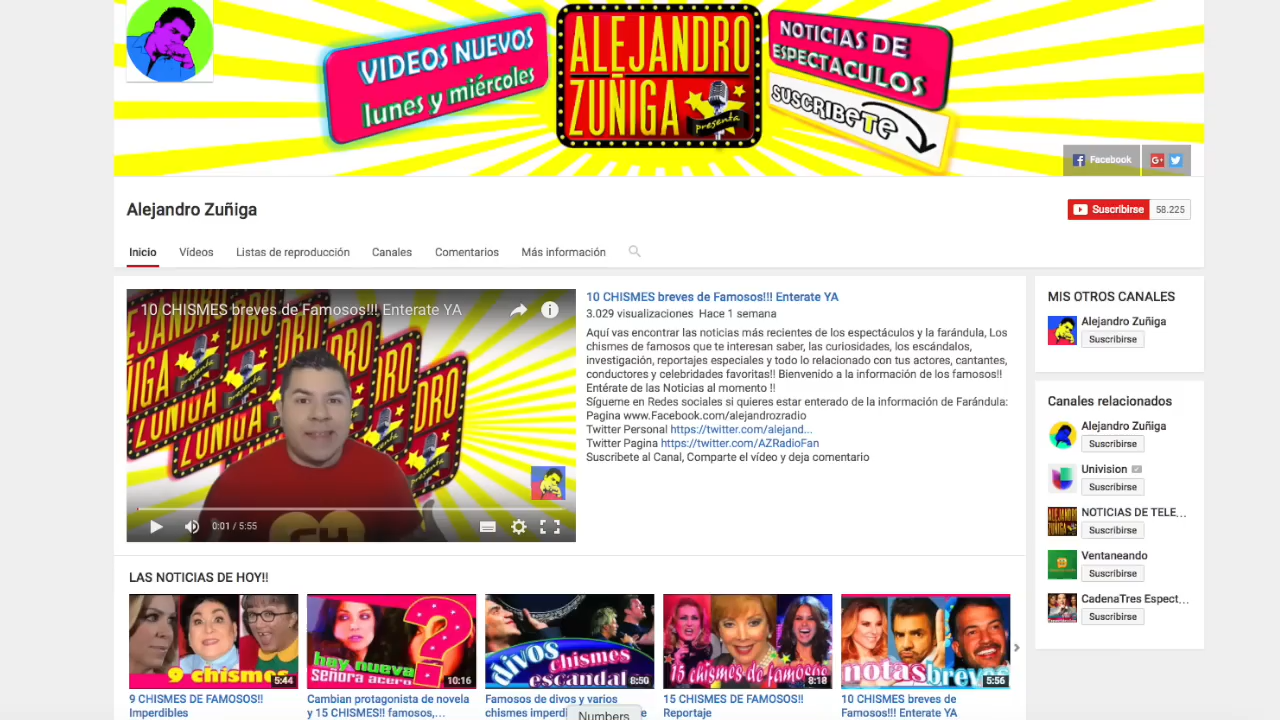 VIDEOS NUEVOS
lunes y miércoles
ALEJANDRO
ZUÑIGA
presenta
NOTICIAS DE
ESPECTACULOS
SUSCRIBETE
Facebook
Alejandro Zuñiga
Suscribirse 58.225
Inicio Vídeos Listas de reproducción Canales Comentarios Más información
10 CHISMES breves de Famosos!!! Enterate YA
0:01 / 5:55
10 CHISMES breves de Famosos!!! Enterate YA
3.029 visualizaciones Hace 1 semana
Aquí vas encontrar las noticias más recientes de los espectáculos y la farándula, Los
chismes de famosos que te interesan saber, las curiosidades, los escándalos,
investigación, reportajes especiales y todo lo relacionado con tus actores, cantantes,
conductores y celebridades favoritas!! Bienvenido a la información de los famosos!!
Entérate de las Noticias al momento !!
Sígueme en Redes sociales si quieres estar enterado de la información de Farándula:
Pagina www.Facebook.com/alejandrozradio
Twitter Personal https://twitter.com/alejand...
Twitter Pagina https://twitter.com/AZRadioFan
Suscribete al Canal, Comparte el vídeo y deja comentario
MIS OTROS CANALES
Alejandro Zuñiga
Suscribirse
Canales relacionados
Alejandro Zuñiga
Suscribirse
Univision
Suscribirse
NOTICIAS DE TELE...
Suscribirse
Ventaneando
Suscribirse
CadenaTres Espect...
Suscribirse
LAS NOTICIAS DE HOY!!
9 chismes
5:44
9 CHISMES DE FAMOSOS!!
Imperdibles
hay nueva
SEÑORA acero
10:16
Cambian protagonista de novela
y 15 CHISMES!! famosos,...
divos chismes
escandal
8:50
Famosos de divos y varios
chismes imperdi
15 chismes de famosos
8:18
15 CHISMES DE FAMOSOS!!
Reportaje
notas breves
5:56
10 CHISMES breves de
Famosos!!! Enterate YA
Numbers